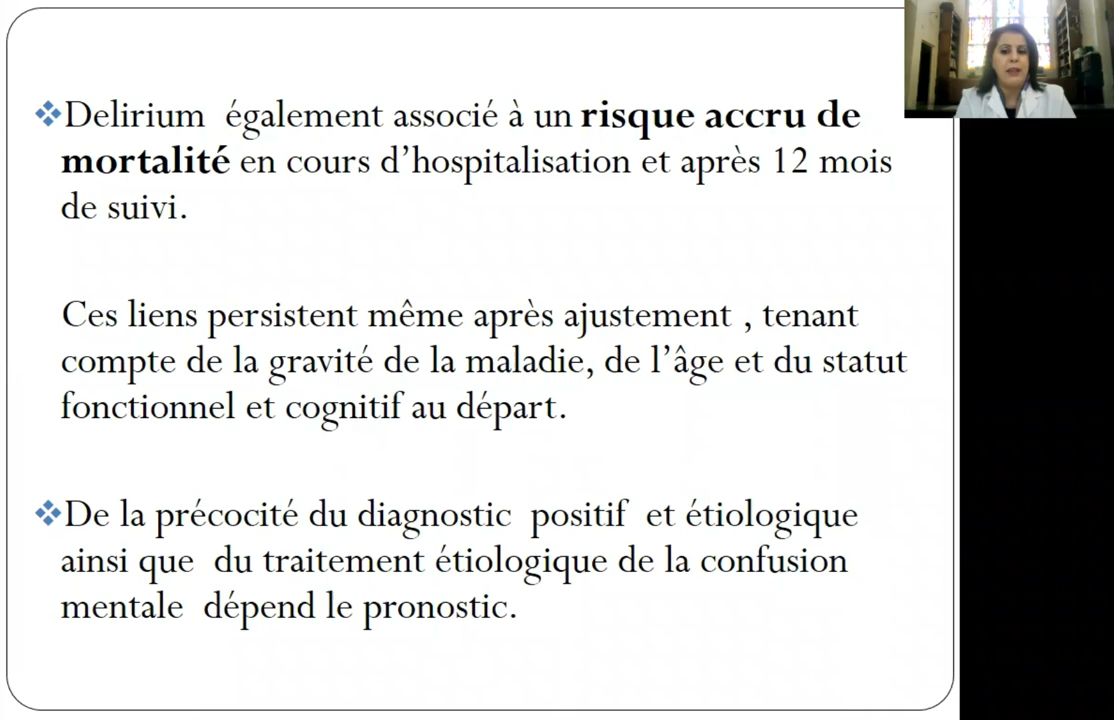 Delirium également associé à un risque accru de
mortalité en cours d’hospitalisation et après 12 mois
de suivi.
Ces liens persistent même après ajustement , tenant
compte de la gravité de la maladie, de l’âge et du statut
fonctionnel et cognitif au départ.
De la précocité du diagnostic positif et étiologique
ainsi que du traitement étiologique de la confusion
mentale dépend le pronostic.